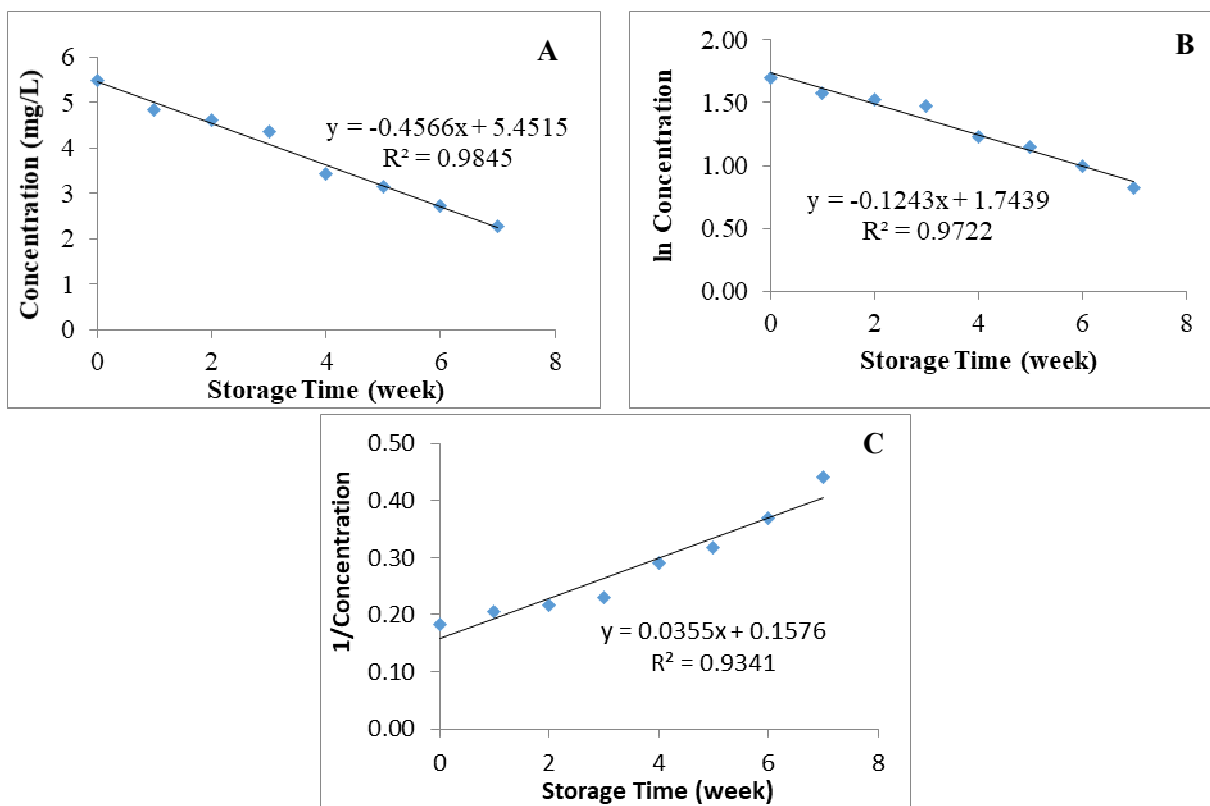 A
Concentration (mg/L)
6
5
4
3
2
1
0
y = -0.4566x + 5.4515
R² = 0.9845
0 2 4 6 8
Storage Time (week)
B
ln Concentration
2.00
1.50
1.00
0.50
0.00
y = -0.1243x + 1.7439
R² = 0.9722
0 2 4 6 8
Storage Time (week)
C
1/Concentration
0.50
0.40
0.30
0.20
0.10
0.00
y = 0.0355x + 0.1576
R² = 0.9341
0 2 4 6 8
Storage Time (week)